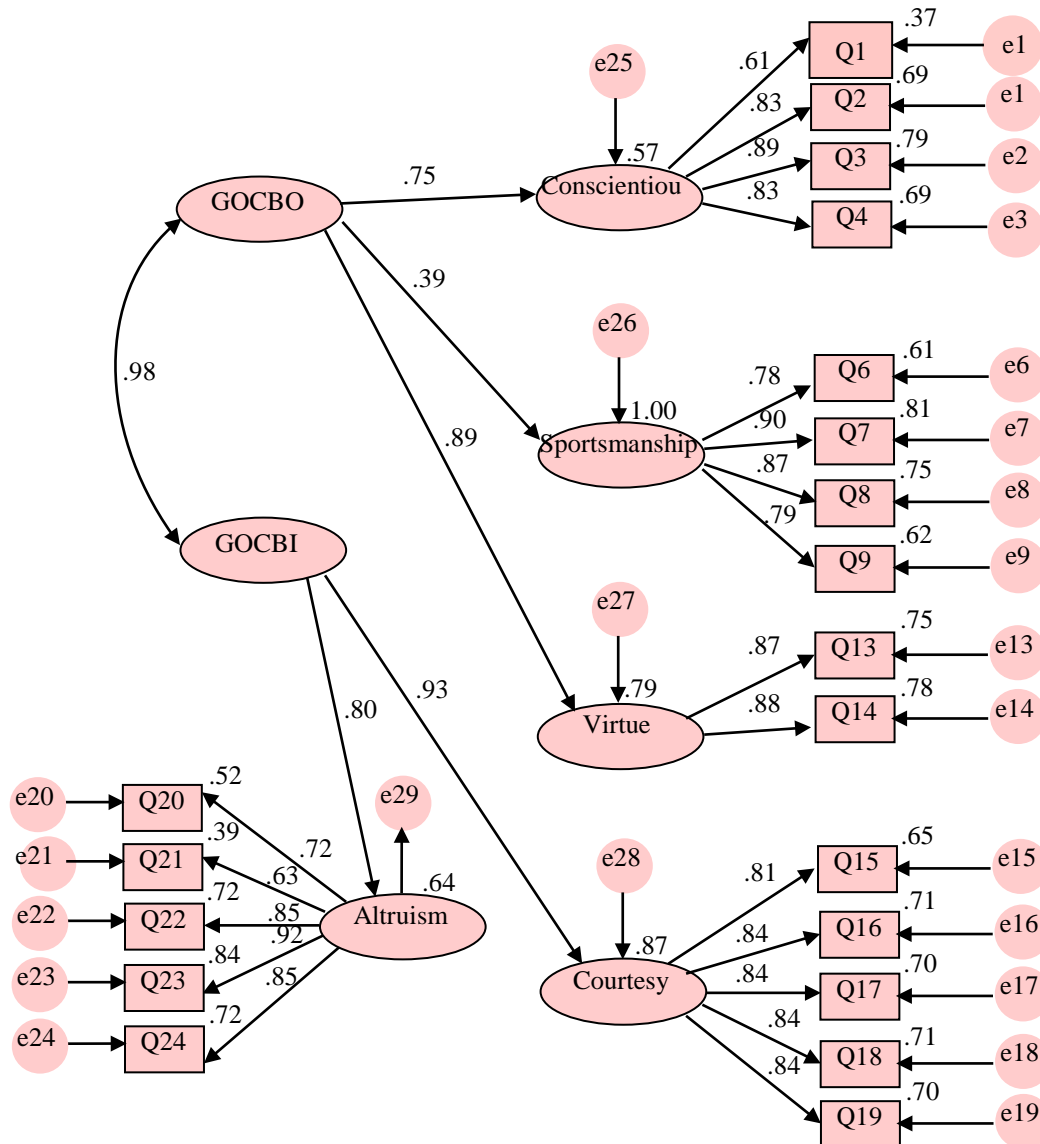 .37
Q1
e1
e25
.61
.69
.83
Q2
e1
.79
.57
.89
Q3
e2
.75
Conscientiou
.83
.69
GOCBO
Q4
e3
.39
e26
.61
.98
.78
Q6
e6
1.00
.90
.81
.89
Sportsmanship
Q7
e7
.87
.75
Q8
e8
.79
.62
GOCBI
Q9
e9
e27
.75
.87
Q13
e13
.93
.79
.78
.80
Virtue
.88
Q14
e14
.52
e20
Q20
e29
.39
.65
e21
Q21
.72
e28
.81
Q15
e15
.72
.63
.64
.71
e22
Q22
.85
Altruism
.84
Q16
e16
.92
.87
.84
.70
e23
Q23
.85
Courtesy
.84
Q17
e17
.72
.84
.71
e24
Q24
Q18
e18
.84
.70
Q19
e19